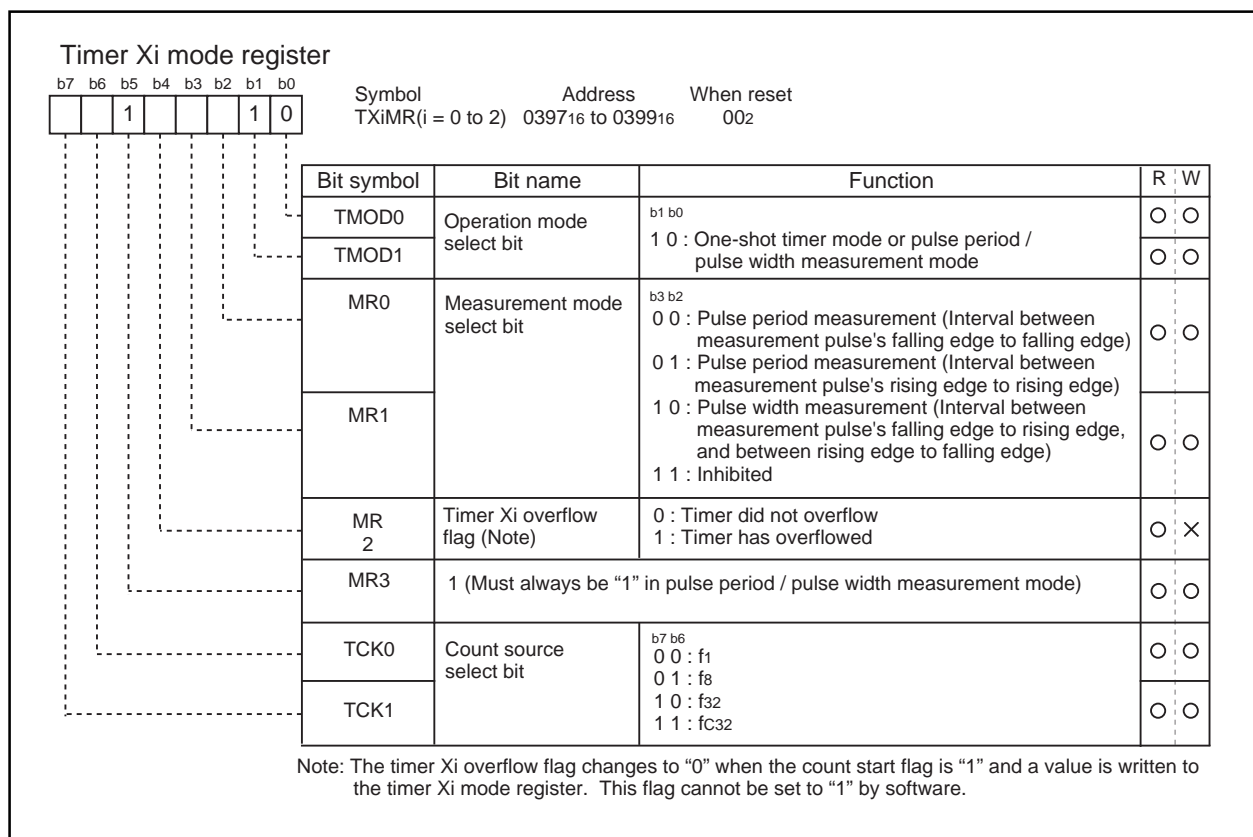 Timer Xi mode register
b7 b6 b5 b4 b3 b2 b1 b0
1 1 0
Symbol Address When reset
TXiMR(i = 0 to 2) 039716 to 039916 002
Bit symbol Bit name Function R W
TMOD0 Operation mode
select bit
b1 b0
1 0 : One-shot timer mode or pulse period /
pulse width measurement mode
TMOD1
MR0 Measurement mode
select bit
b3 b2
0 0 : Pulse period measurement (Interval between
measurement pulse's falling edge to falling edge)
0 1 : Pulse period measurement (Interval between
measurement pulse's rising edge to rising edge)
MR1
1 0 : Pulse width measurement (Interval between
measurement pulse's falling edge to rising edge,
and between rising edge to falling edge)
1 1 : Inhibited
MR
2
Timer Xi overflow
flag (Note)
0 : Timer did not overflow
1 : Timer has overflowed
MR3 1 (Must always be “1” in pulse period / pulse width measurement mode)
TCK0 Count source
select bit
b7 b6
0 0 : f1
0 1 : f8
TCK1
1 0 : f32
1 1 : fC32
Note: The timer Xi overflow flag changes to “0” when the count start flag is “1” and a value is written to
the timer Xi mode register. This flag cannot be set to “1” by software.